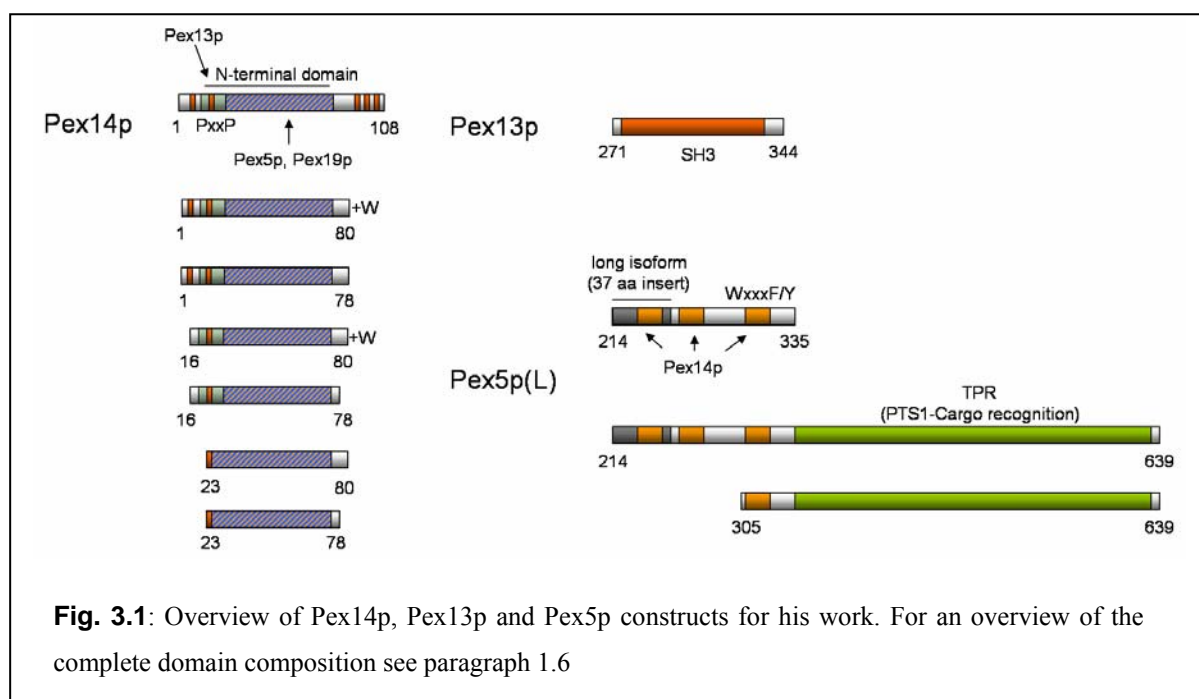 Pex13p
N-terminal domain
Pex14p
1 PxxP 108
Pex5p, Pex19p
+W
1 80
1 78
+W
16 80
16 78
23 80
23 78
Pex13p
271 SH3 344
long isoform
(37 aa insert)
WxxxF/Y
214 335
Pex14p
Pex5p(L)
TPR
(PTS1-Cargo recognition)
214 639
305 639
Fig. 3.1: Overview of Pex14p, Pex13p and Pex5p constructs for his work. For an overview of the
complete domain composition see paragraph 1.6